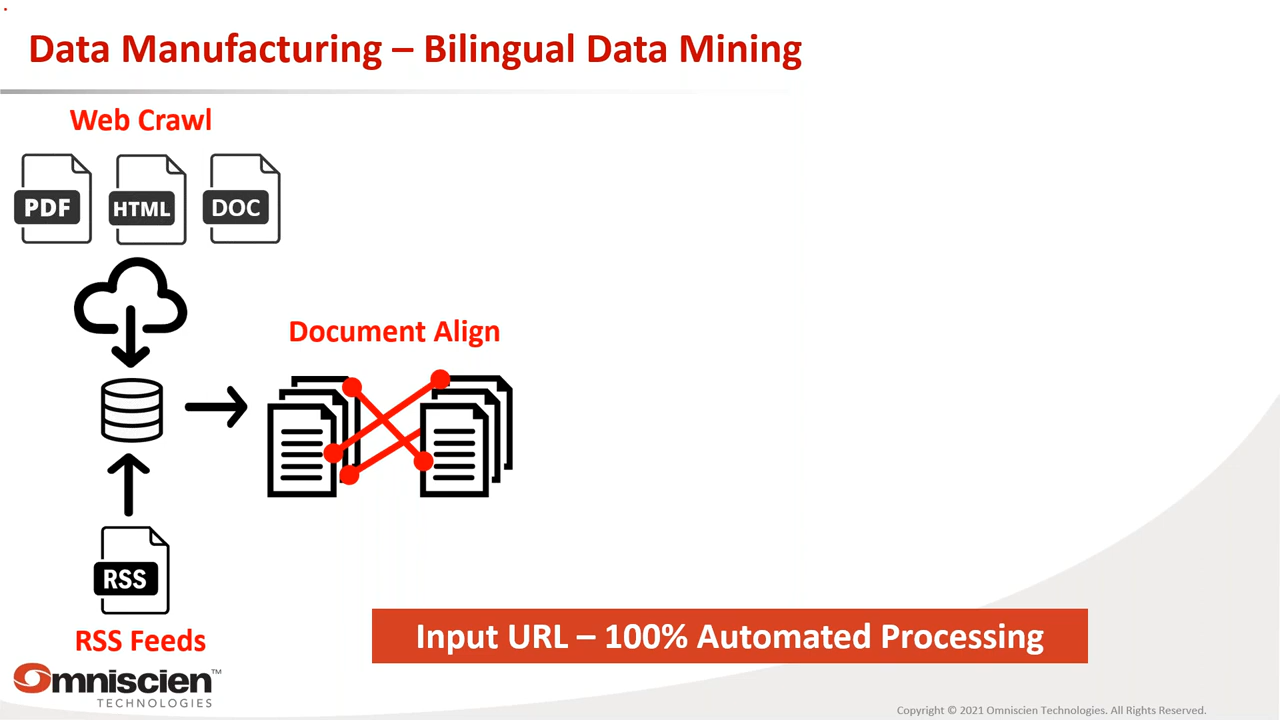 Data Manufacturing – Bilingual Data Mining
Web Crawl
PDF
HTML
DOC
Document Align
RSS
RSS Feeds
Input URL – 100% Automated Processing
Omniscien™
TECHNOLOGIES
Copyright © 2021 Omniscien Technologies. All Rights Reserved.